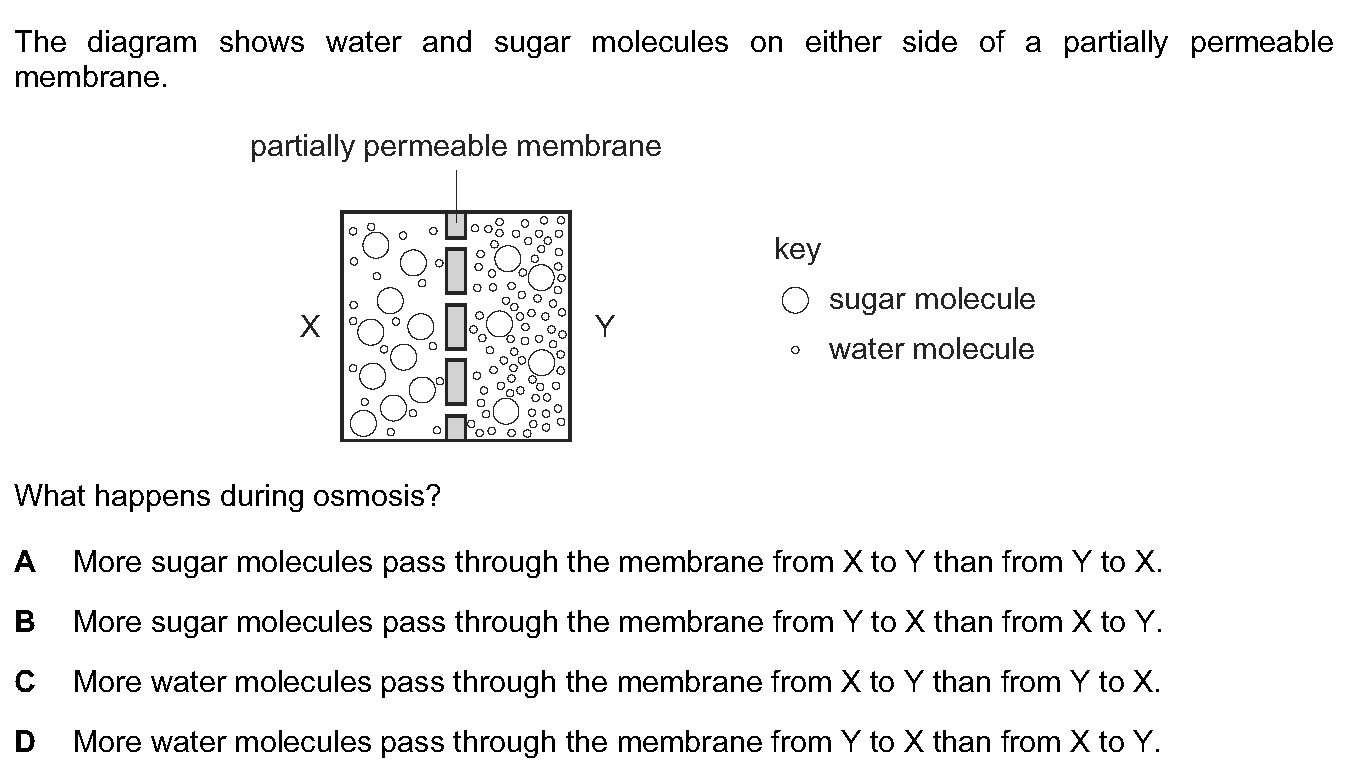 The diagram shows water and sugar molecules on either side of a partially permeable
membrane.
partially permeable membrane
X
Y
key
sugar molecule
water molecule
What happens during osmosis?
A More sugar molecules pass through the membrane from X to Y than from Y to X.
B More sugar molecules pass through the membrane from Y to X than from X to Y.
C More water molecules pass through the membrane from X to Y than from Y to X.
D More water molecules pass through the membrane from Y to X than from X to Y.